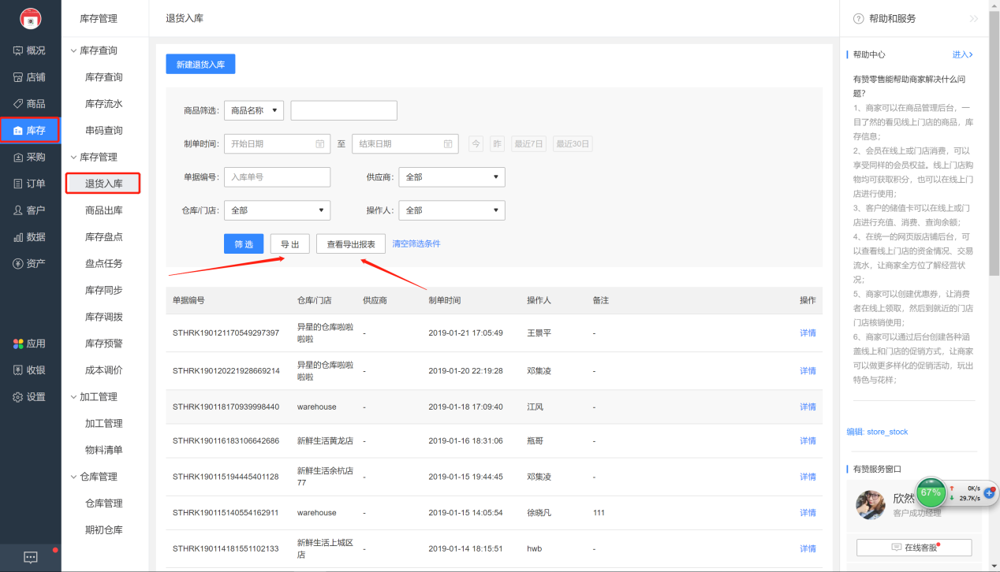 概况
店铺
商品
库存
采购
订单
客户
数据
资产
应用
收银
设置
库存管理
库存查询
库存查询
库存流水
串码查询
库存管理
退货入库
商品出库
库存盘点
盘点任务
库存同步
库存调拨
库存预警
成本调价
加工管理
加工管理
物料清单
仓库管理
仓库管理
期初仓库
退货入库
新建退货入库
商品筛选: 商品名称
制单时间: 开始日期 至 结束日期 今 昨 最近7日 最近30日
单据编号: 入库单号 供应商: 全部
仓库/门店: 全部 操作人: 全部
筛选 导出 查看导出报表 清空筛选条件
单据编号 仓库/门店 供应商 制单时间 操作人 备注 操作
STHRK190121170549297397 异星的仓库啦啦啦啦 - 2019-01-21 17:05:49 王景平 - 详情
STHRK190120221928669214 异星的仓库啦啦啦啦 - 2019-01-20 22:19:28 邓集凌 - 详情
STHRK190118170939998440 warehouse - 2019-01-18 17:09:40 江风 - 详情
STHRK190116183106642686 新鲜生活黄龙店 - 2019-01-16 18:31:06 瓶哥 - 详情
STHRK190115194445401128 新鲜生活余杭店77 - 2019-01-15 19:44:45 邓集凌 - 详情
STHRK190115140554162911 warehouse - 2019-01-15 14:05:54 徐晓凡 111 详情
STHRK190114181551102133 新鲜生活上城区店 - 2019-01-14 18:15:51 hwb - 详情
帮助和服务
帮助中心 进入
有赞零售能帮助商家解决什么问
题?
1、商家可以在商品管理后台，一
目了然的看见线上门店的商品，库
存信息；
2、会员在线上或门店消费，可以
享受同样的会员权益。线上门店购
物均可获取积分，也可以在线上门
店进行使用；
3、客户的储值卡可以在线上或门
店进行充值、消费、查询余额；
4、在统一的网页版店铺后台，可
以查看线上门店的资金情况、交易
流水，让商家全方位了解经营状
况；
5、商家可以创建优惠券，让消费
者在线上领取，然后到就近的门店
门店核销使用；
6、商家可以通过后台创建各种涵
盖线上和门店的促销方式，让商家
可以做更多样化的促销活动，玩出
特色与花样；
编辑: store_stock
有赞服务窗口
欣然
客户成功经理
67%
0K/s
29.7K/s
在线客服